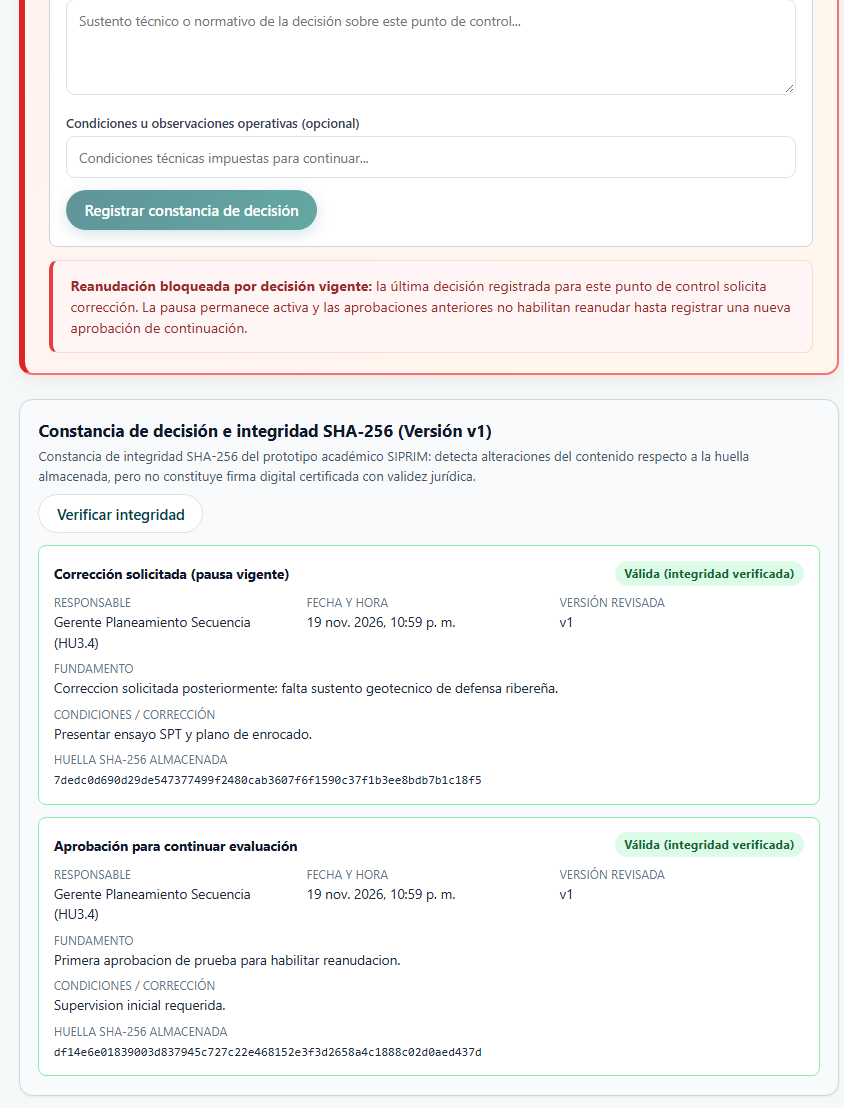 Sustento técnico o normativo de la decisión sobre este punto de control...
Condiciones u observaciones operativas (opcional)
Condiciones técnicas impuestas para continuar...
Registrar constancia de decisión
Reanudación bloqueada por decisión vigente: la última decisión registrada para este punto de control solicita
corrección. La pausa permanece activa y las aprobaciones anteriores no habilitan reanudar hasta registrar una nueva
aprobación de continuación.
Constancia de decisión e integridad SHA-256 (Versión v1)
Constancia de integridad SHA-256 del prototipo académico SIPRIM: detecta alteraciones del contenido respecto a la huella
almacenada, pero no constituye firma digital certificada con validez jurídica.
Verificar integridad
Corrección solicitada (pausa vigente)
Válida (integridad verificada)
RESPONSABLE
Gerente Planeamiento Secuencia
(HU3.4)
FECHA Y HORA
19 nov. 2026, 10:59 p. m.
VERSIÓN REVISADA
v1
FUNDAMENTO
Correccion solicitada posteriormente: falta sustento geotecnico de defensa ribereña.
CONDICIONES / CORRECCIÓN
Presentar ensayo SPT y plano de enrocado.
HUELLA SHA-256 ALMACENADA
7dedc0d690d29de547377499f2480cab3607f6f1590c37f1b3ee8bdb7b1c18f5
Aprobación para continuar evaluación
Válida (integridad verificada)
RESPONSABLE
Gerente Planeamiento Secuencia
(HU3.4)
FECHA Y HORA
19 nov. 2026, 10:59 p. m.
VERSIÓN REVISADA
v1
FUNDAMENTO
Primera aprobacion de prueba para habilitar reanudacion.
CONDICIONES / CORRECCIÓN
Supervision inicial requerida.
HUELLA SHA-256 ALMACENADA
df14e6e01839003d837945c727c22e468152e3f3d2658a4c1888c02d0aed437d